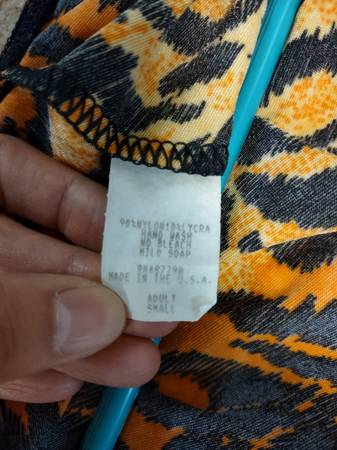 90%NYLON10%LYCRA
HAND WASH
NO BLEACH
MILD SOAP
MADE IN THE U.S.A.
ADULT
SMALL